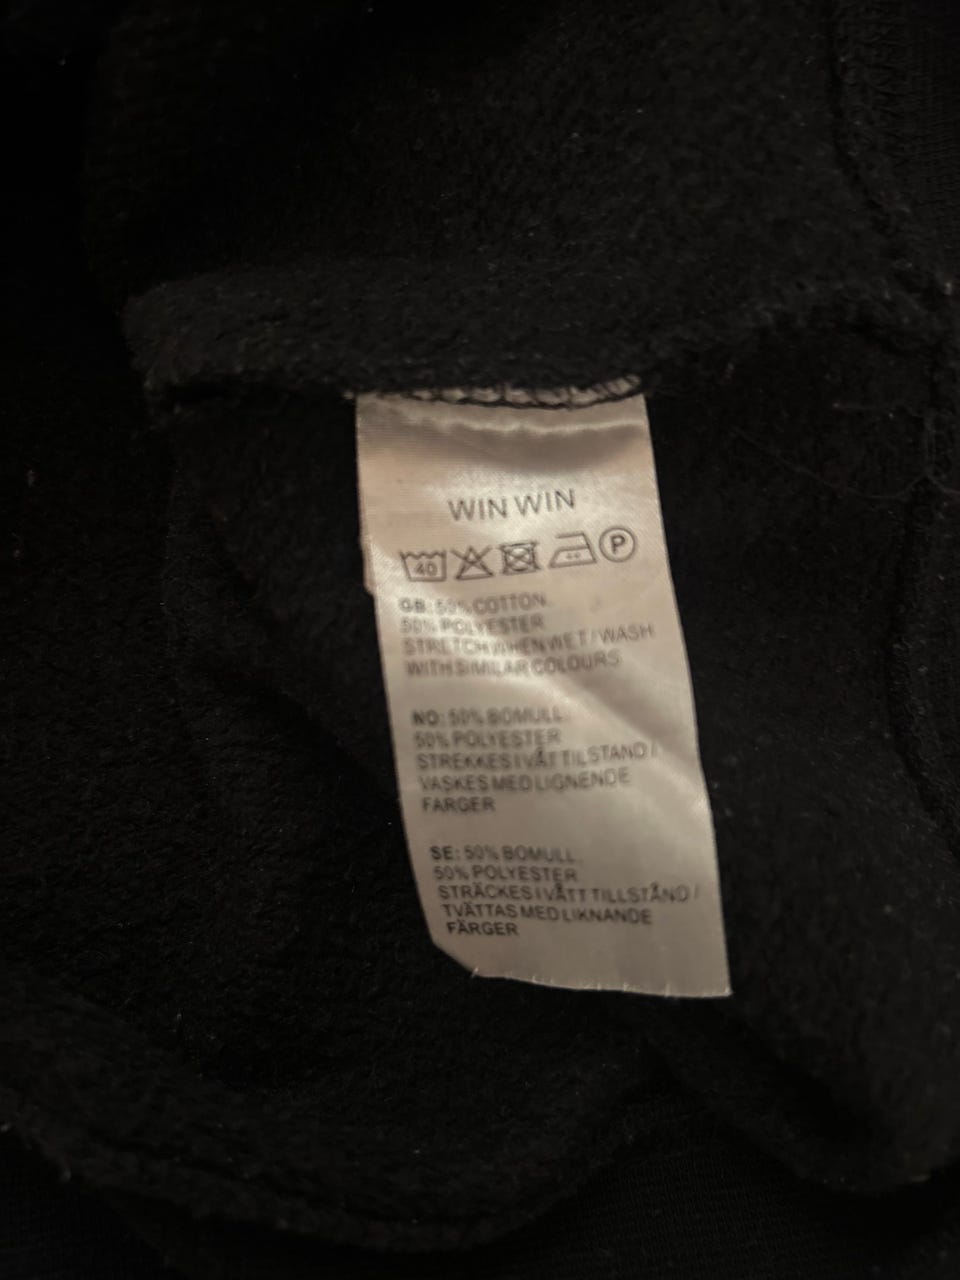 WIN WIN
40 P
GB: 50% COTTON.
50% POLYESTER
STRETCH WHEN WET / WASH
WITH SIMILAR COLOURS
NO: 50% BOMULL.
50% POLYESTER
STREKKES I VÅT TILSTAND /
VASKES MED LIGNENDE
FARGER
SE: 50% BOMULL.
50% POLYESTER
STRÄCKES I VÅTT TILLSTÅND /
TVÄTTAS MED LIKNANDE
FÄRGER